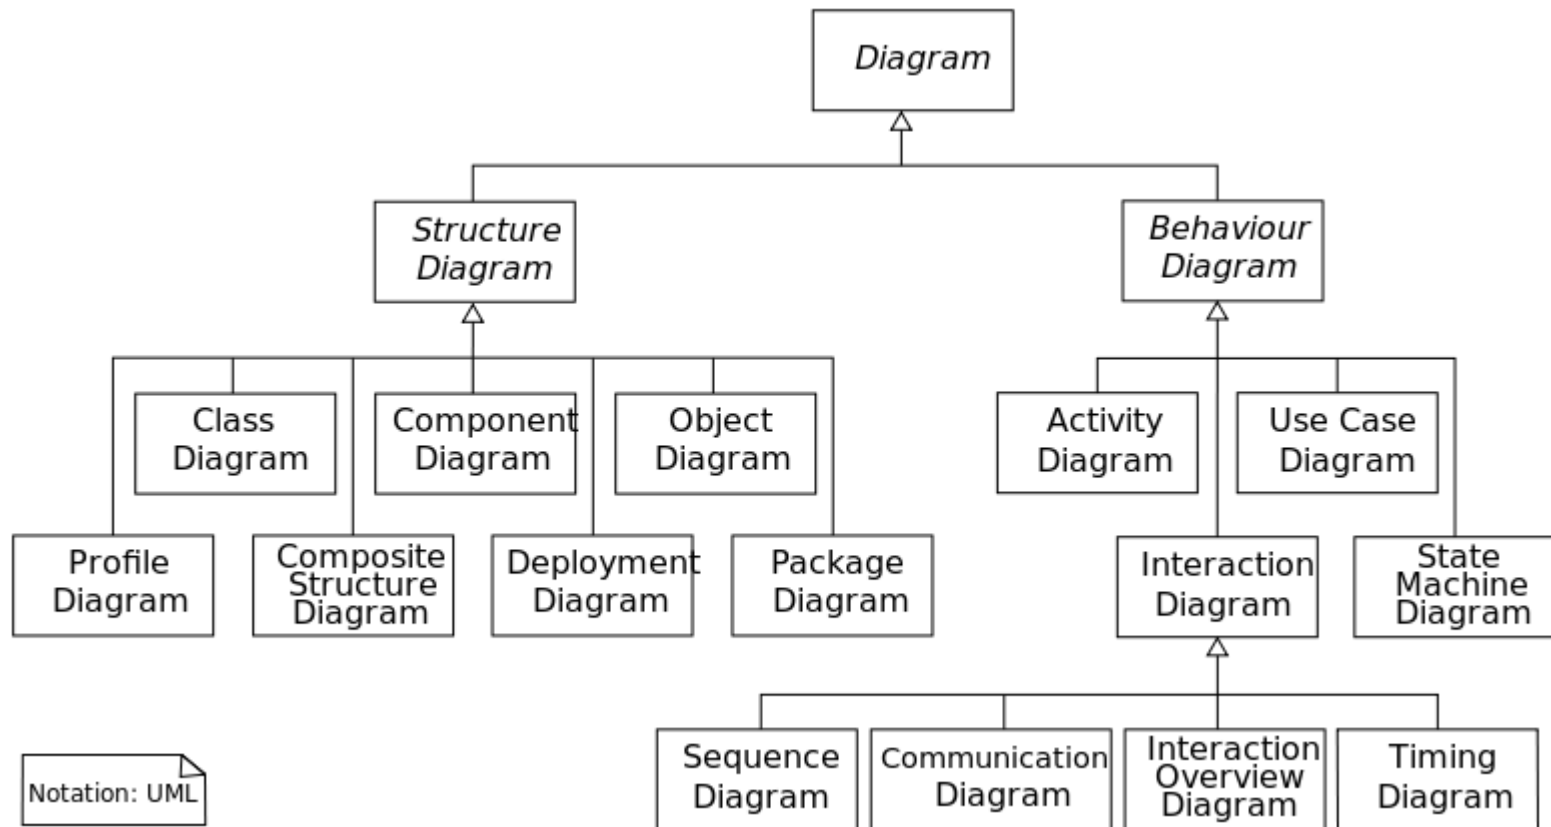 Diagram
Structure
Diagram
Behaviour
Diagram
Class
Diagram
Component
Diagram
Object
Diagram
Activity
Diagram
Use Case
Diagram
Profile
Diagram
Composite
Structure
Diagram
Deployment
Diagram
Package
Diagram
Interaction
Diagram
State
Machine
Diagram
Sequence
Diagram
Communication
Diagram
Interaction
Overview
Diagram
Timing
Diagram
Notation: UML